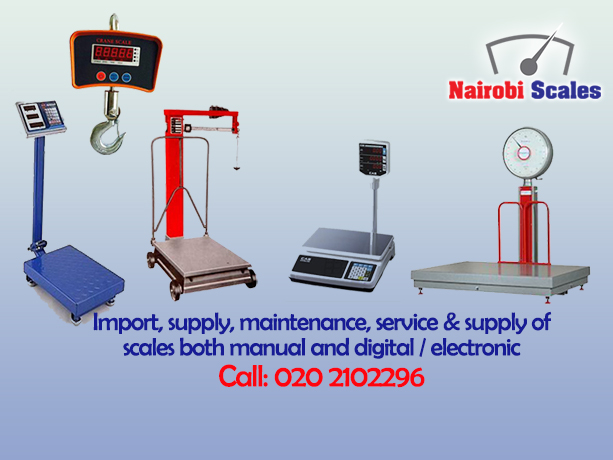 CRANE SCALE
88888
Nairobi Scales
Import, supply, maintenance, service & supply of
scales both manual and digital / electronic
Call: 020 2102296